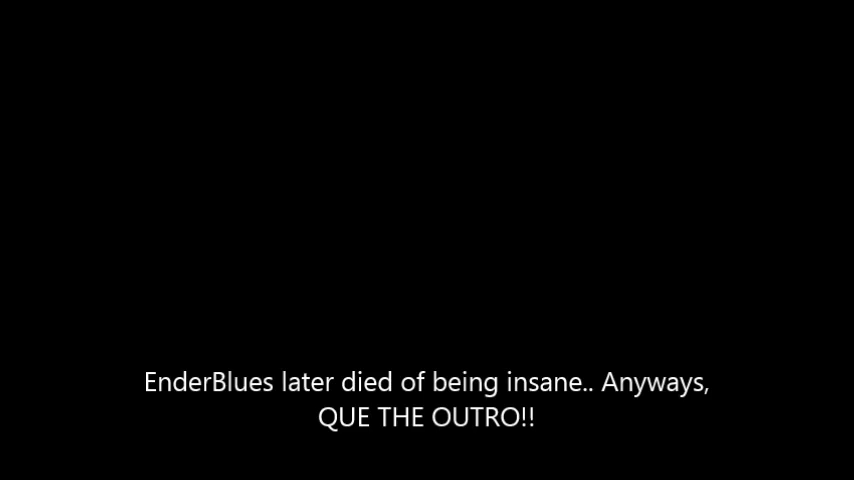 EnderBlues later died of being insane.. Anyways,
QUE THE OUTRO!!